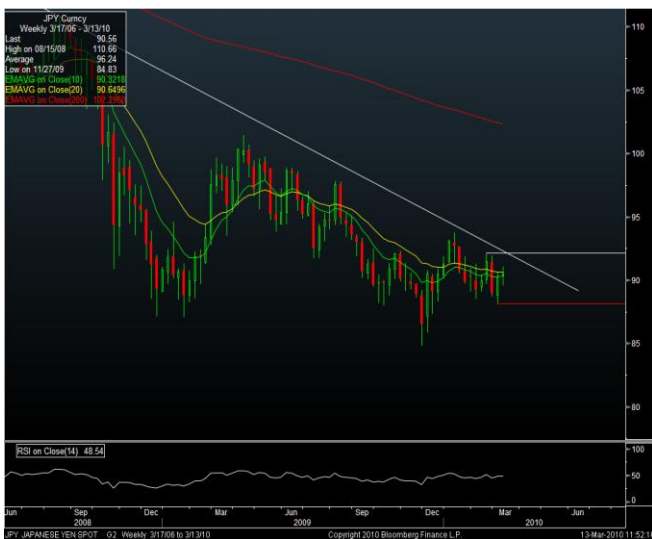 JPY Curncy
Weekly 3/17/06 - 3/13/10
Last 90.56
High on 08/15/08 110.66
Average 96.24
Low on 11/27/09 84.83
EMAVG on Close(10) 90.3218
EMAVG on Close(20) 90.6496
EMAVG on Close(200) 102.2950
110
105
100
95
90
85
80
RSI on Close(14) 48.54
100
50
0
Jun Sep Dec Mar Jun Sep Dec Mar Jun
2008 2009 2010
JPY JAPANESE YEN SPOT G2 Weekly 3/17/06 to 3/13/10 Copyright 2010 Bloomberg Finance L.P. 13-Mar-2010 11:52:1